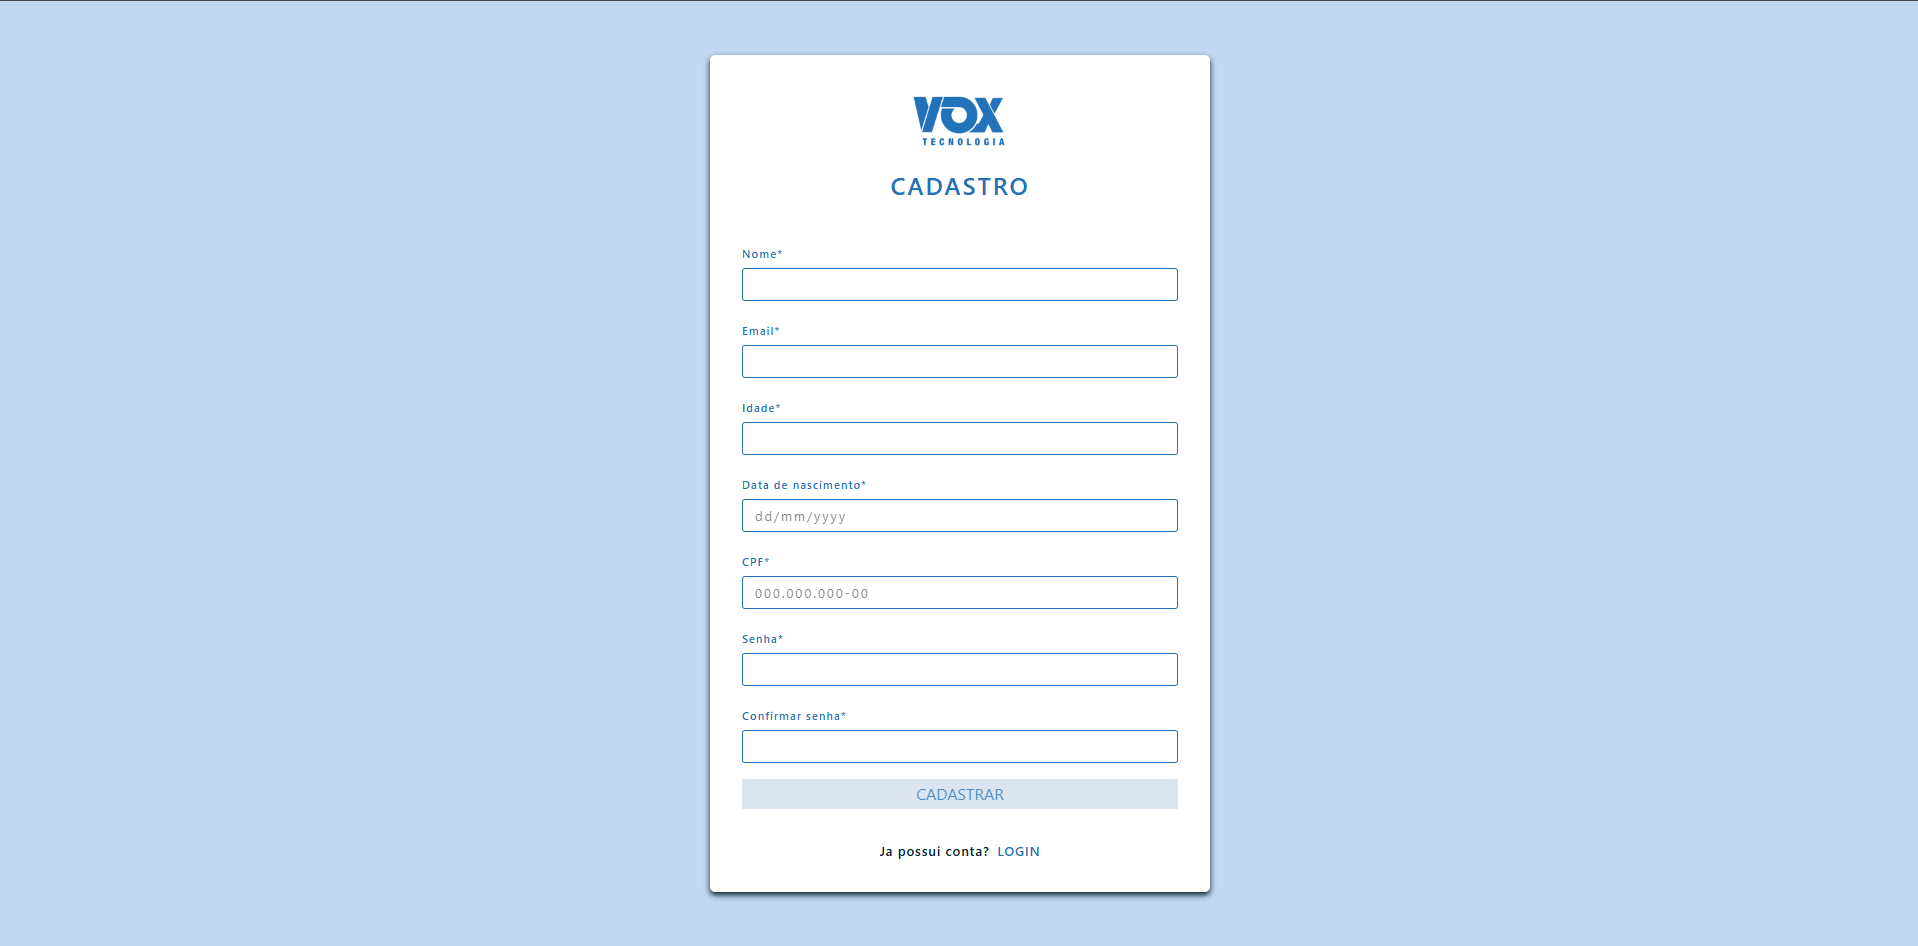 VOX
TECNOLOGIA
CADASTRO
Nome*
Email*
Idade*
Data de nascimento*
dd/mm/yyyy
CPF*
000.000.000-00
Senha*
Confirmar senha*
CADASTRAR
Ja possui conta? LOGIN